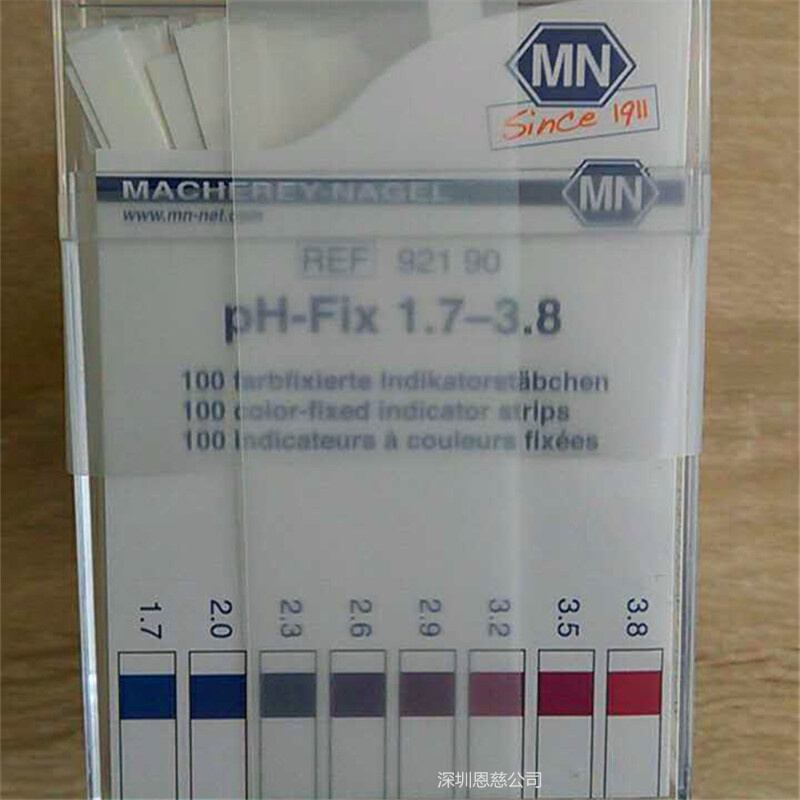 MN
Since 1911
MACHEREY-NAGEL
MN
www.mn-net.com
REF 921 90
pH-Fix 1.7–3.8
100 farbfixierte Indikatorstäbchen
100 color-fixed indicator strips
100 indicateurs à couleurs fixées
1.7 2.0 2.3 2.6 2.9 3.2 3.5 3.8
深圳恩慈公司